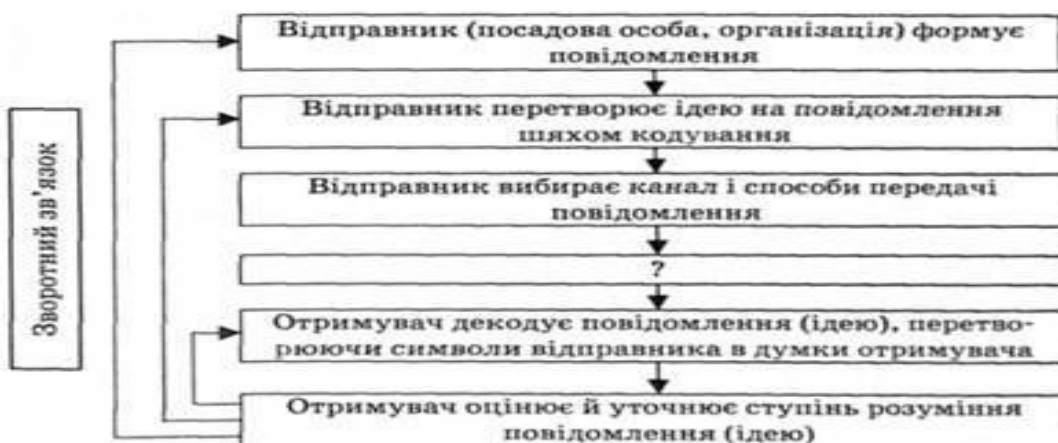 Відправник (посадова особа, організація) формує
повідомлення
Відправник перетворює ідею на повідомлення
шяхом кодування
Відправник вибирає канал і способи передачі
повідомлення
?
Отримувач декодує повідомлення (ідею), перетво-
рюючи символи відправника в думки отримувача
Отримувач оцінює й уточнює ступінь розуміння
повідомлення (ідею)
Зворотний зв'язок